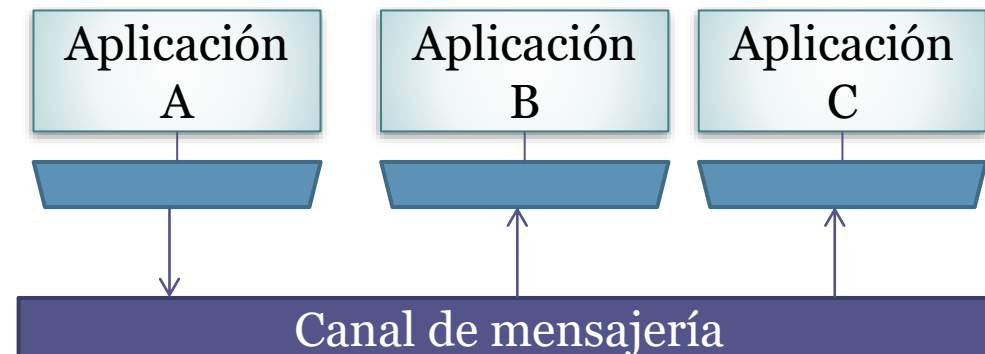 Aplicación
A
Aplicación
B
Aplicación
C
Canal de mensajería